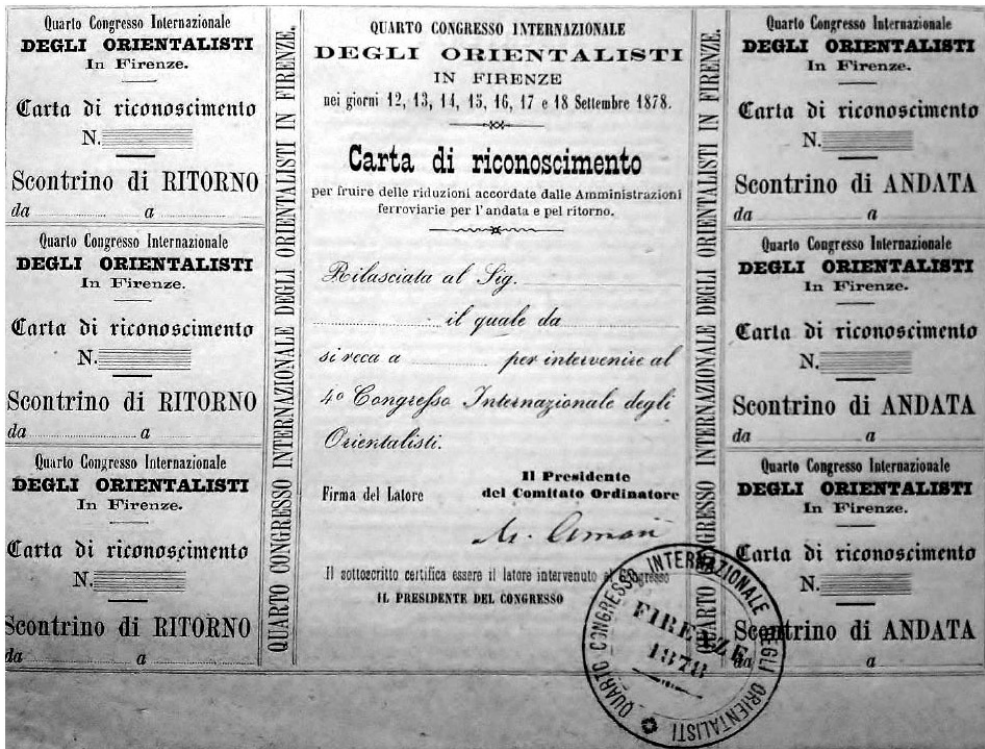 Quarto Congresso Internazionale
DEGLI ORIENTALISTI
In Firenze.
Carta di riconoscimento
N.
Scontrino di RITORNO
da a
Quarto Congresso Internazionale
DEGLI ORIENTALISTI
In Firenze.
Carta di riconoscimento
N.
Scontrino di RITORNO
da a
Quarto Congresso Internazionale
DEGLI ORIENTALISTI
In Firenze.
Carta di riconoscimento
N.
Scontrino di RITORNO
da a
QUARTO CONGRESSO INTERNAZIONALE DEGLI ORIENTALISTI IN FIRENZE.
QUARTO CONGRESSO INTERNAZIONALE
DEGLI ORIENTALISTI
IN FIRENZE
nei giorni 12, 13, 14, 15, 16, 17 e 18 Settembre 1878.
Carta di riconoscimento
per fruire delle riduzioni accordate dalle Amministrazioni
ferroviarie per l'andata e pel ritorno.
Rilasciata al Sig.
il quale da
si reca a per intervenire al
4º Congresso Internazionale degli
Orientalisti.
Firma del Latore
Il Presidente
del Comitato Ordinatore
M. Amari
Il sottoscritto certifica essere il latore intervenuto al Congresso
IL PRESIDENTE DEL CONGRESSO
QUARTO CONGRESSO INTERNAZIONALE DEGLI ORIENTALISTI IN FIRENZE.
Quarto Congresso Internazionale
DEGLI ORIENTALISTI
In Firenze.
Carta di riconoscimento
N.
Scontrino di ANDATA
da a
Quarto Congresso Internazionale
DEGLI ORIENTALISTI
In Firenze.
Carta di riconoscimento
N.
Scontrino di ANDATA
da a
Quarto Congresso Internazionale
DEGLI ORIENTALISTI
In Firenze.
Carta di riconoscimento
N.
Scontrino di ANDATA
da a
QUARTO CONGRESSO INTERNAZIONALE DEGLI ORIENTALISTI
FIRENZE
1878